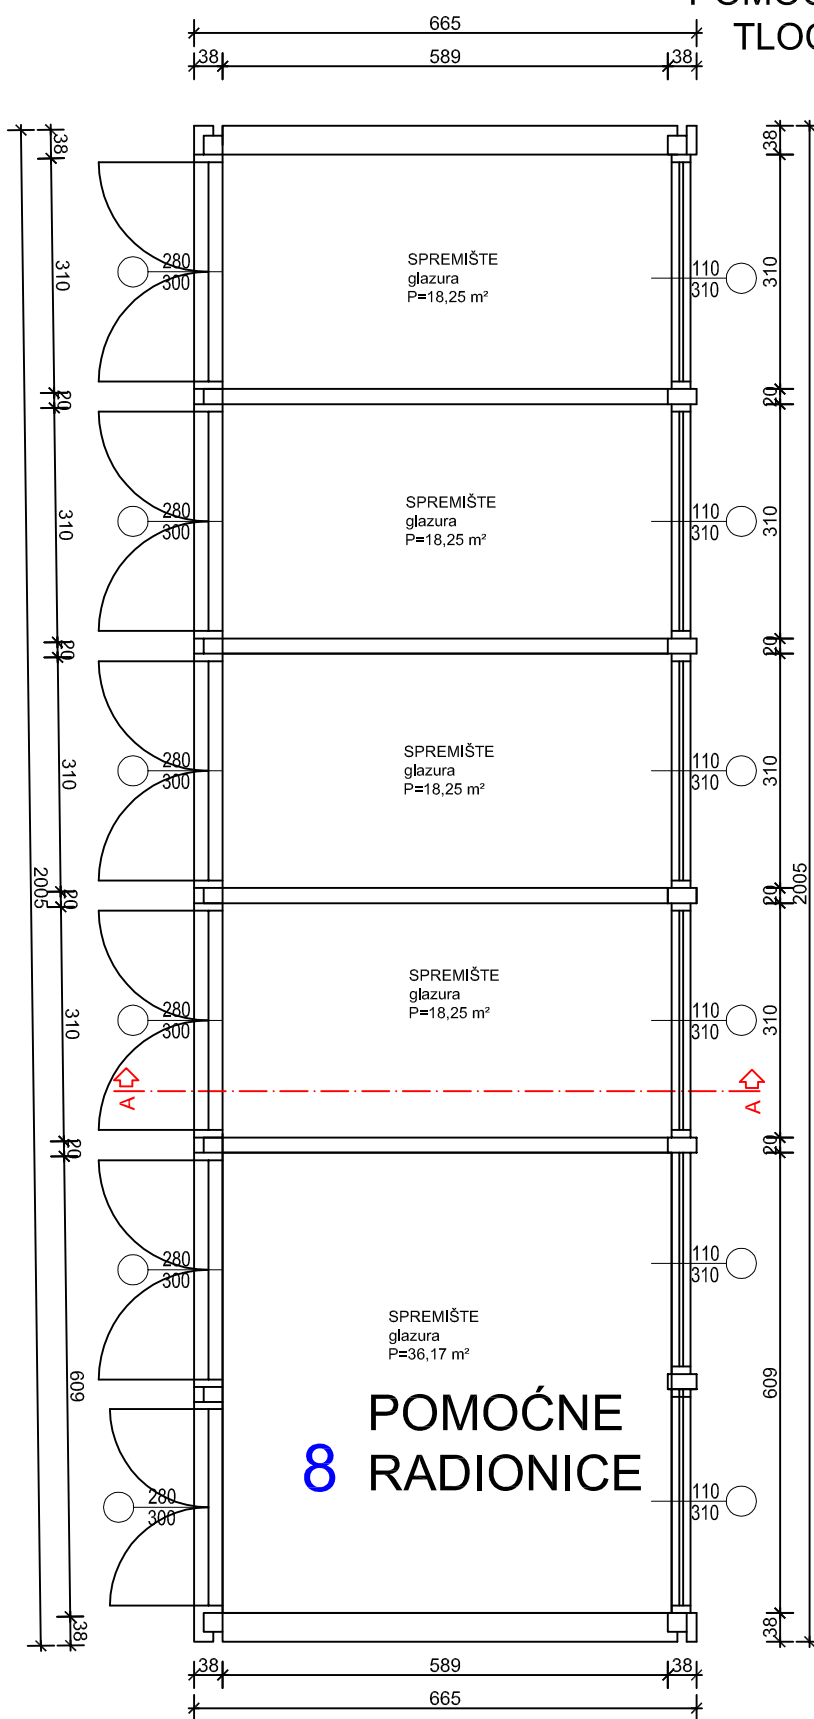 665
38 589 38
38
310
280
300
SPREMIŠTE
glazura
P=18,25 m²
110
310
310
38
20
20
310
280
300
SPREMIŠTE
glazura
P=18,25 m²
110
310
310
20
20
310
280
300
SPREMIŠTE
glazura
P=18,25 m²
110
310
310
2005
2005
20
20
310
280
300
SPREMIŠTE
glazura
P=18,25 m²
110
310
310
A
A
20
20
280
300
110
310
SPREMIŠTE
glazura
P=36,17 m²
609
609
POMOĆNE
8 RADIONICE
280
300
110
310
38
38
38 589 38
665